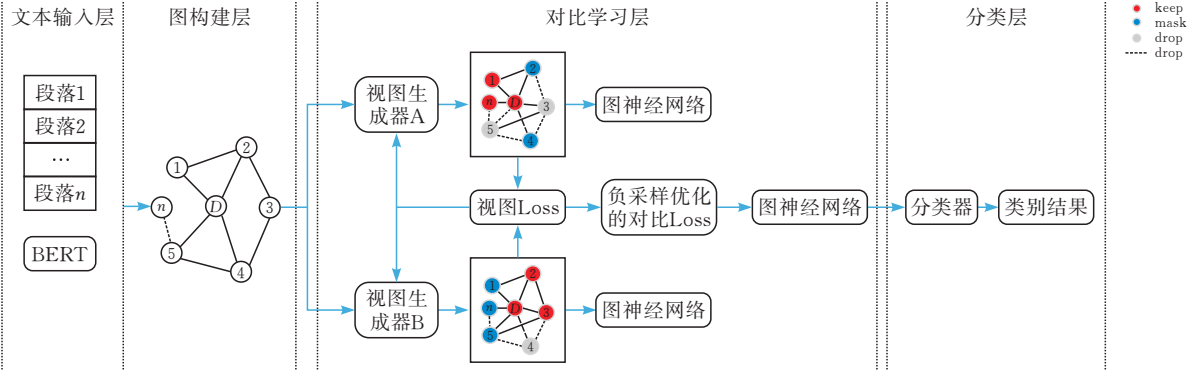 文本输入层
图构建层
对比学习层
分类层
keep
mask
drop
drop
段落1
段落2
…
段落n
BERT
1
2
3
4
5
n
D
视图生
成器A
1
2
3
4
5
n
D
图神经网络
视图Loss
负采样优化
的对比Loss
图神经网络
分类器
类别结果
视图生
成器B
1
2
3
4
5
n
D
图神经网络